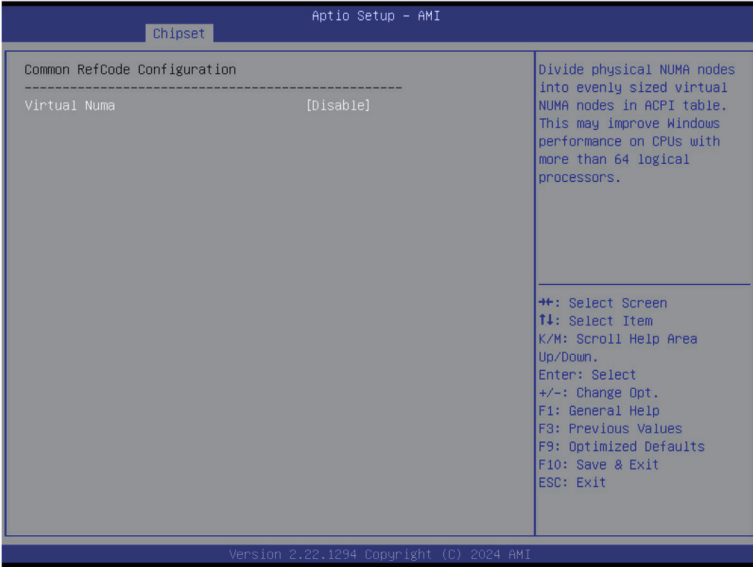 Aptio Setup – AMI
Chipset
Common RefCode Configuration
Virtual Numa [Disable]
Divide physical NUMA nodes
into evenly sized virtual
NUMA nodes in ACPI table.
This may improve Windows
performance on CPUs with
more than 64 logical
processors.
→←: Select Screen
↑↓: Select Item
K/M: Scroll Help Area
Up/Down.
Enter: Select
+/-: Change Opt.
F1: General Help
F3: Previous Values
F9: Optimized Defaults
F10: Save & Exit
ESC: Exit
Version 2.22.1294 Copyright (C) 2024 AMI